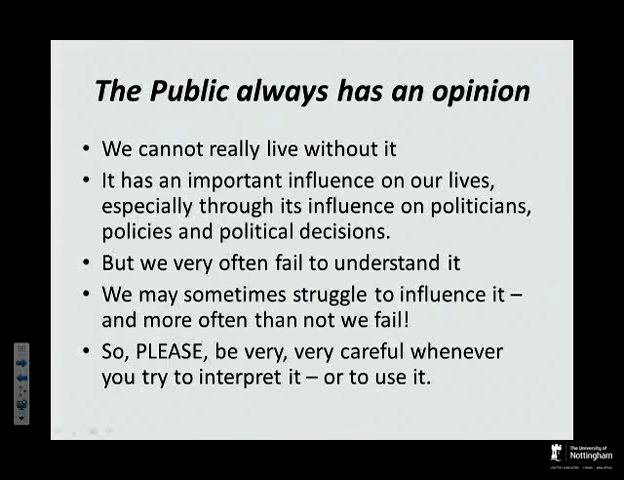 The Public always has an opinion
• We cannot really live without it
• It has an important influence on our lives,
especially through its influence on politicians,
policies and political decisions.
• But we very often fail to understand it
• We may sometimes struggle to influence it –
and more often than not we fail!
• So, PLEASE, be very, very careful whenever
you try to interpret it – or to use it.
The University of
Nottingham